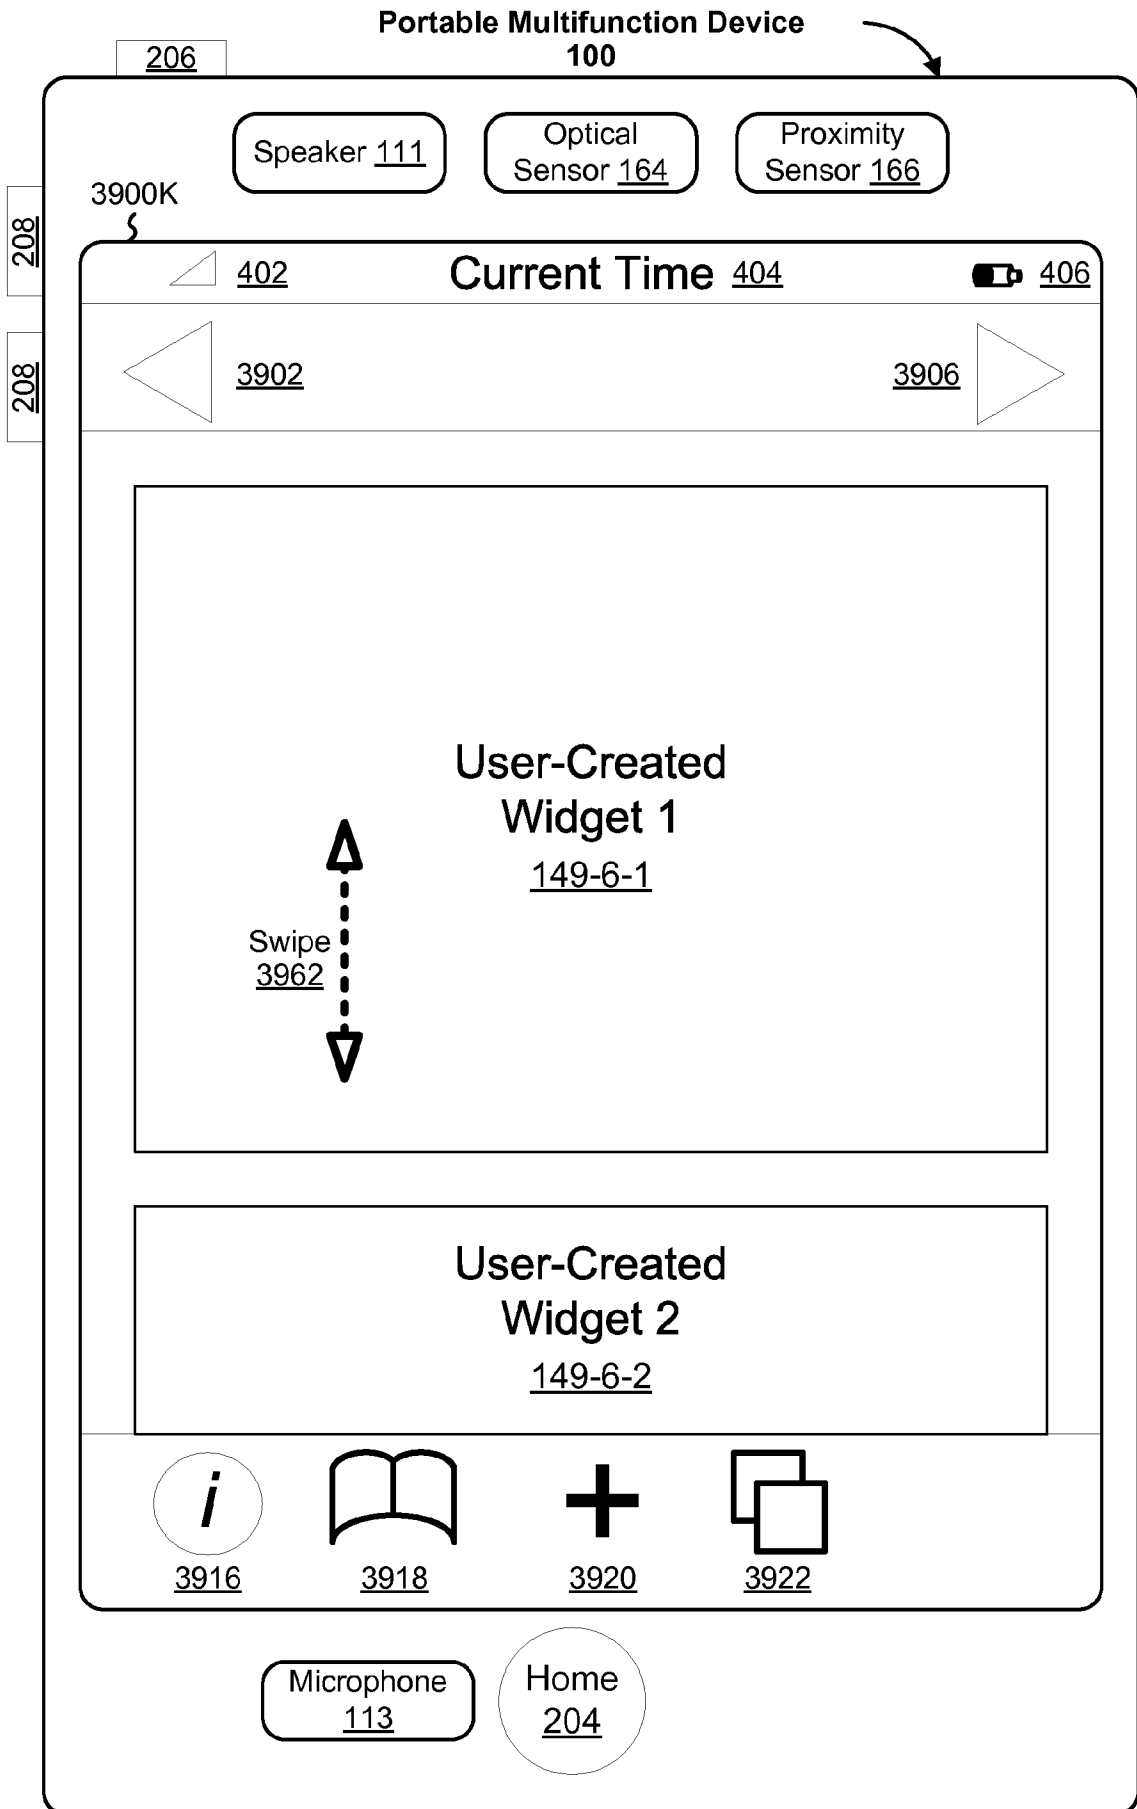 Portable Multifunction Device
100
206
Speaker 111
Optical
Sensor 164
Proximity
Sensor 166
3900K
208
402
Current Time 404
406
208
3902
3906
User-Created
Widget 1
149-6-1
Swipe
3962
User-Created
Widget 2
149-6-2
i
3916
3918
3920
3922
Microphone
113
Home
204